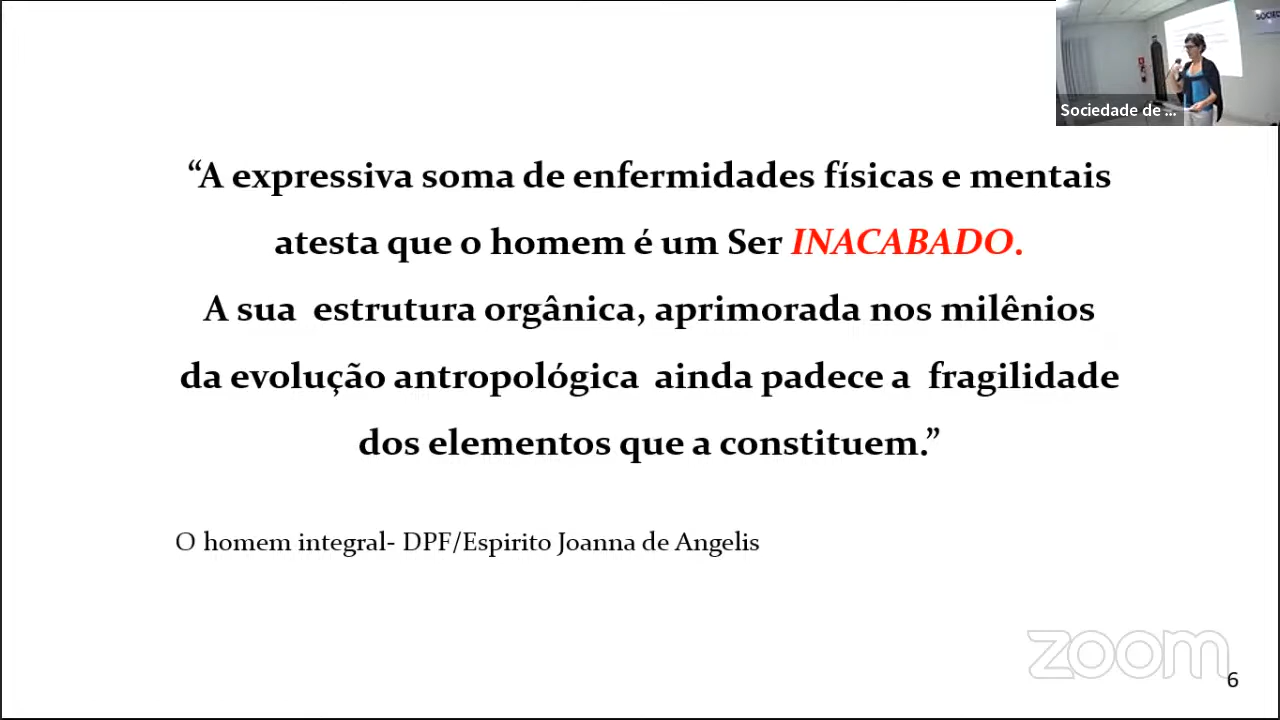 SOCIED
Sociedade de ...
“A expressiva soma de enfermidades físicas e mentais
atesta que o homem é um Ser INACABADO.
A sua estrutura orgânica, aprimorada nos milênios
da evolução antropológica ainda padece a fragilidade
dos elementos que a constituem.”
O homem integral- DPF/Espirito Joanna de Angelis
zoom
6